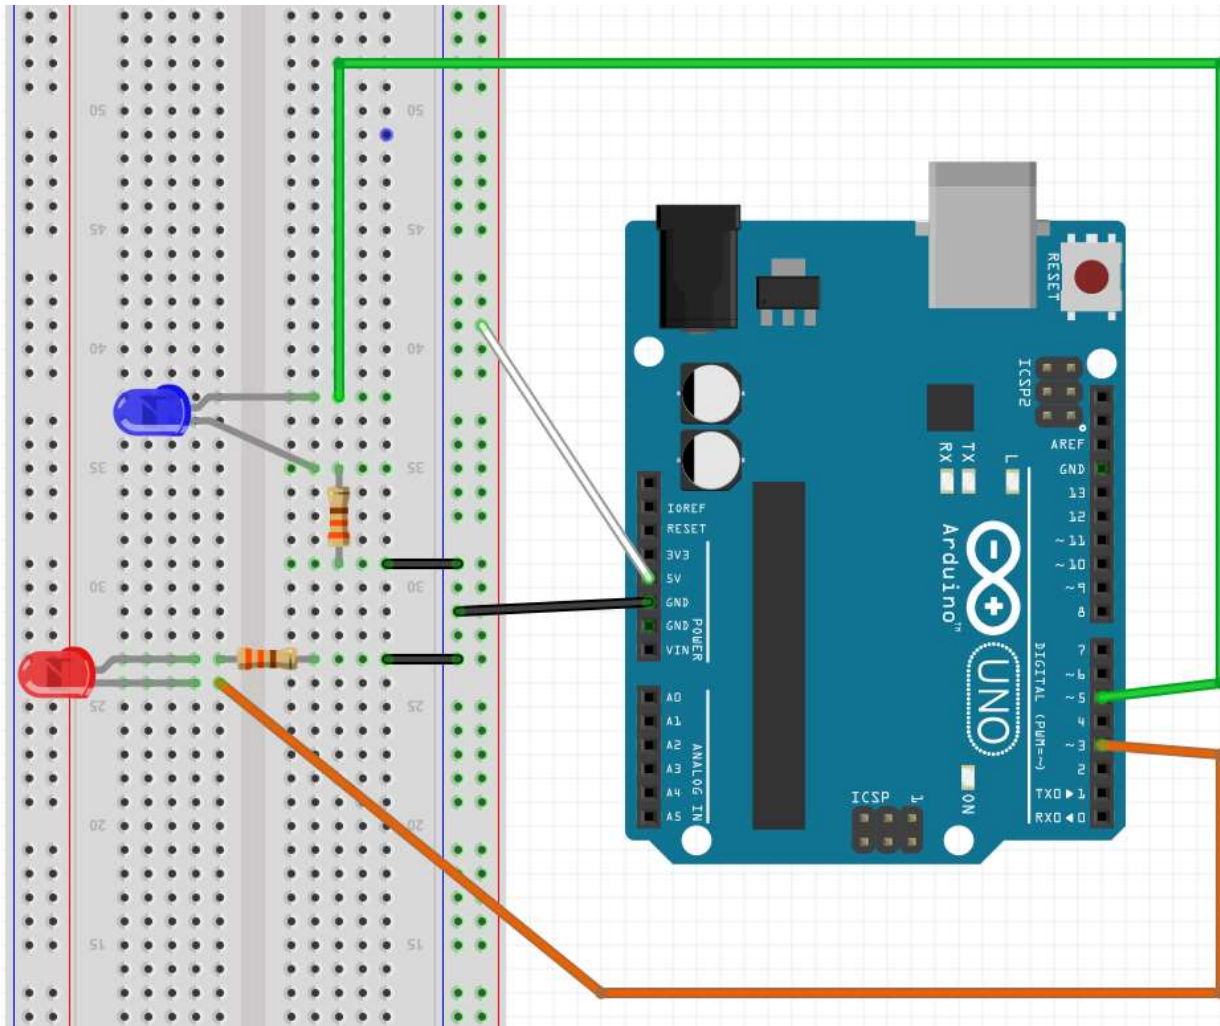 50 50
45 45
40 40
35 35
30 30
25 25
20 20
15 15
RESET
ICSP2
AREF
GND
13
12
~11
~10
~9
8
7
~6
~5
4
~3
2
TX0▶1
RX0◀0
DIGITAL (PWM=~)
RX TX L
IOREF
RESET
3V3
5V
GND
GND
VIN
POWER
A0
A1
A2
A3
A4
A5
ANALOG IN
Arduino™
UNO
ON
ICSP 1